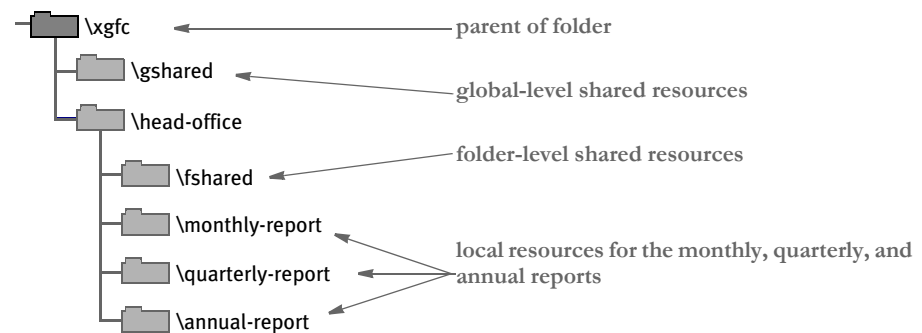 \xgfc
parent of folder
\gshared
global-level shared resources
\head-office
folder-level shared resources
\fshared
\monthly-report
local resources for the monthly, quarterly, and
annual reports
\quarterly-report
\annual-report